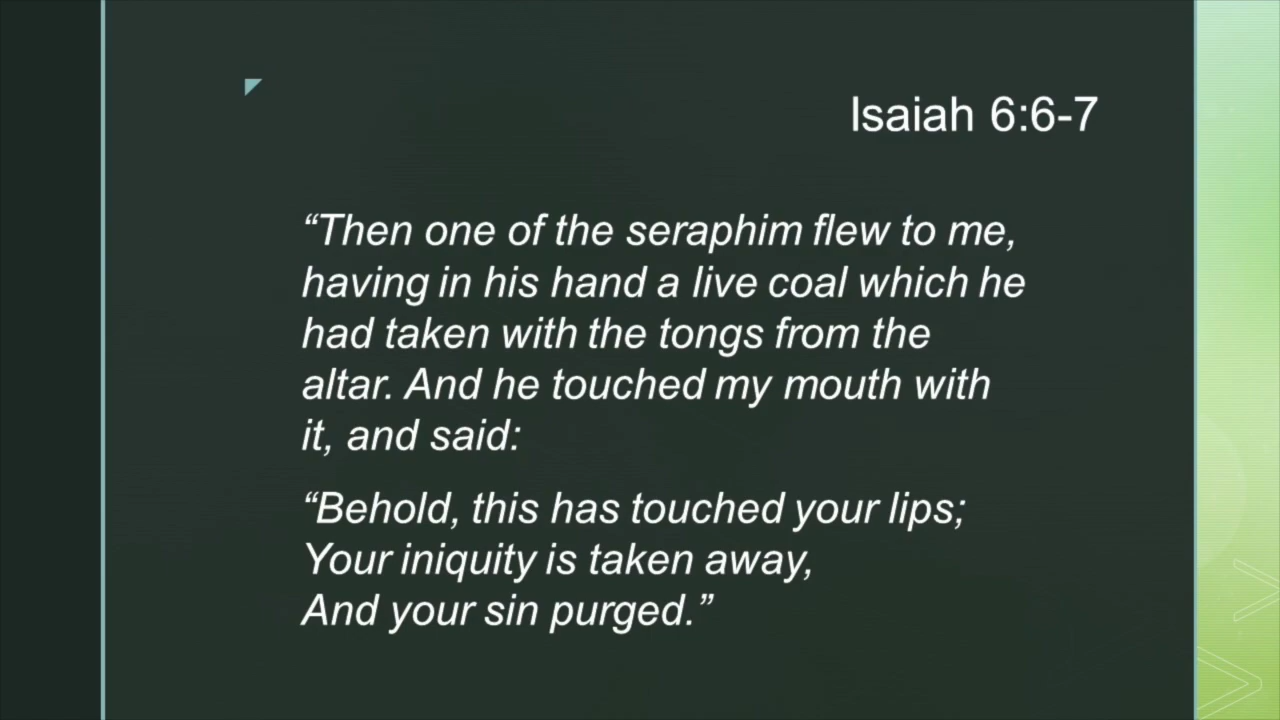 Isaiah 6:6-7
“Then one of the seraphim flew to me,
having in his hand a live coal which he
had taken with the tongs from the
altar. And he touched my mouth with
it, and said:
“Behold, this has touched your lips;
Your iniquity is taken away,
And your sin purged.”